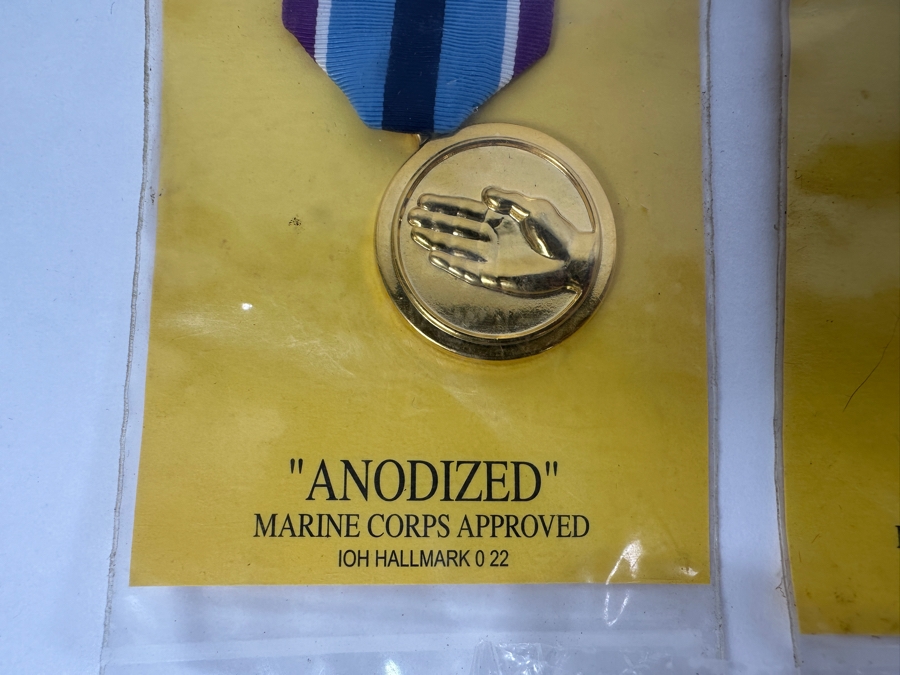 "ANODIZED"
MARINE CORPS APPROVED
IOH HALLMARK 0 22